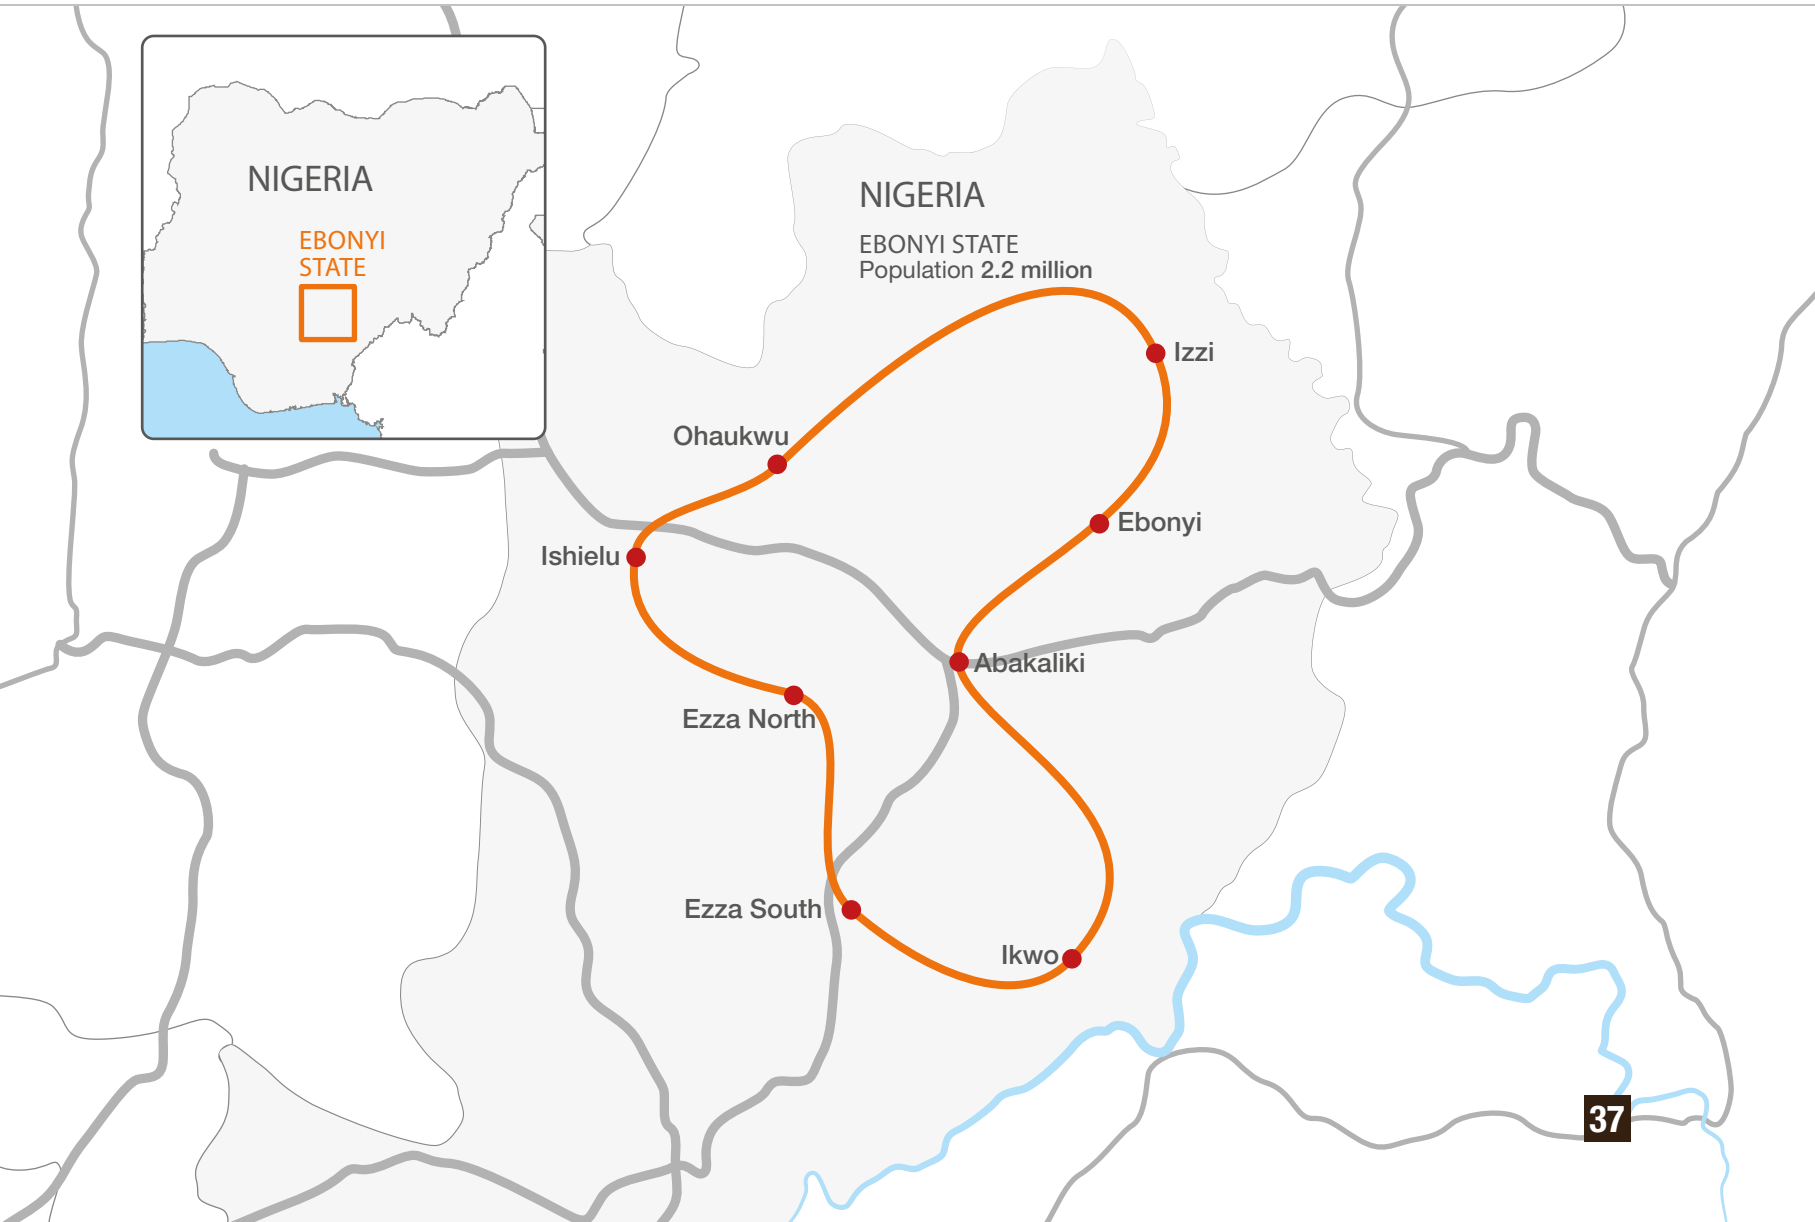 NIGERIA
EBONYI
STATE
NIGERIA
EBONYI STATE
Population 2.2 million
Izzi
Ohaukwu
Ebonyi
Ishielu
Abakaliki
Ezza North
Ezza South
Ikwo
37